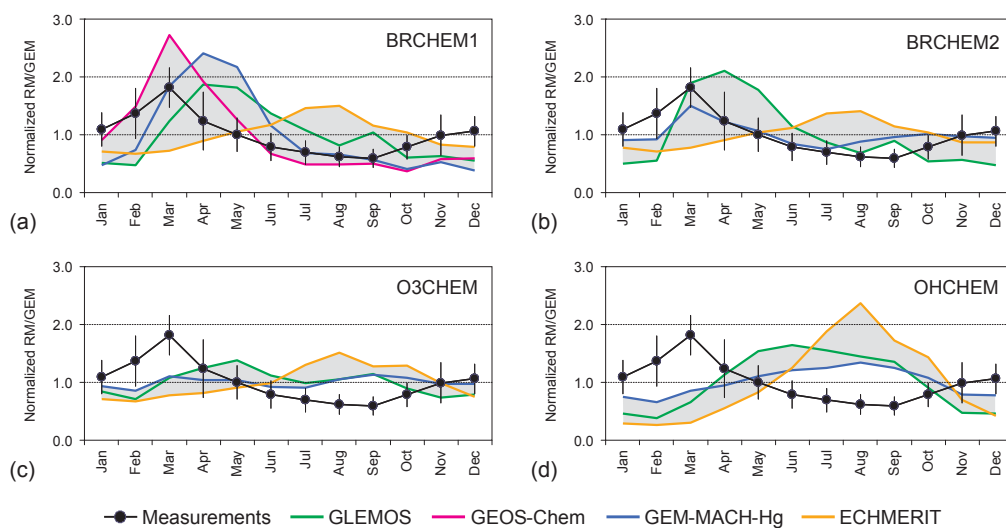 3.0
2.0
1.0
0.0
Normalized RM/GEM
BRCHEM1
Jan Feb Mar Apr May Jun Jul Aug Sep Oct Nov Dec
(a)
3.0
2.0
1.0
0.0
Normalized RM/GEM
BRCHEM2
Jan Feb Mar Apr May Jun Jul Aug Sep Oct Nov Dec
(b)
3.0
2.0
1.0
0.0
Normalized RM/GEM
O3CHEM
Jan Feb Mar Apr May Jun Jul Aug Sep Oct Nov Dec
(c)
3.0
2.0
1.0
0.0
Normalized RM/GEM
OHCHEM
Jan Feb Mar Apr May Jun Jul Aug Sep Oct Nov Dec
(d)
Measurements GLEMOS GEOS-Chem GEM-MACH-Hg ECHMERIT